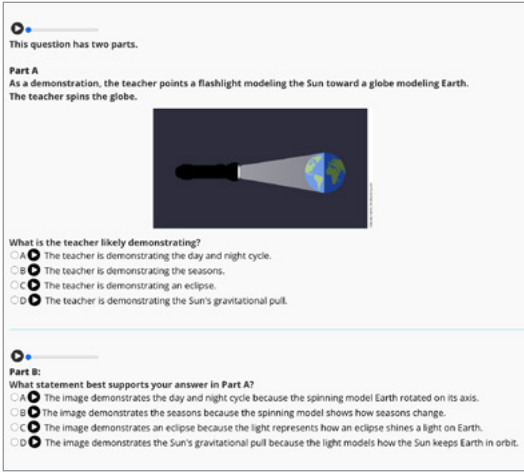 This question has two parts.
Part A
As a demonstration, the teacher points a flashlight modeling the Sun toward a globe modeling Earth.
The teacher spins the globe.
What is the teacher likely demonstrating?
A The teacher is demonstrating the day and night cycle.
B The teacher is demonstrating the seasons.
C The teacher is demonstrating an eclipse.
D The teacher is demonstrating the Sun's gravitational pull.
Part B:
What statement best supports your answer in Part A?
A The image demonstrates the day and night cycle because the spinning model Earth rotated on its axis.
B The image demonstrates the seasons because the spinning model shows how seasons change.
C The image demonstrates an eclipse because the light represents how an eclipse shines a light on Earth.
D The image demonstrates the Sun's gravitational pull because the light models how the Sun keeps Earth in orbit.